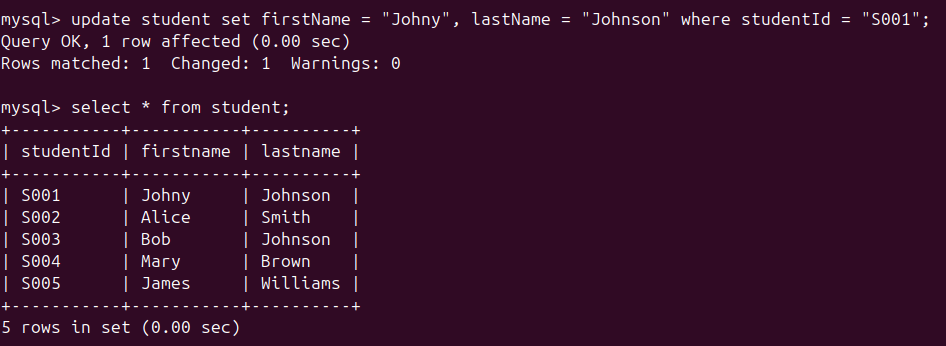 mysql> update student set firstName = "Johny", lastName = "Johnson" where studentId = "S001";
Query OK, 1 row affected (0.00 sec)
Rows matched: 1  Changed: 1  Warnings: 0

mysql> select * from student;
+-----------+-----------+----------+
| studentId | firstname | lastname |
+-----------+-----------+----------+
| S001      | Johny     | Johnson  |
| S002      | Alice     | Smith    |
| S003      | Bob       | Johnson  |
| S004      | Mary      | Brown    |
| S005      | James     | Williams |
+-----------+-----------+----------+
5 rows in set (0.00 sec)